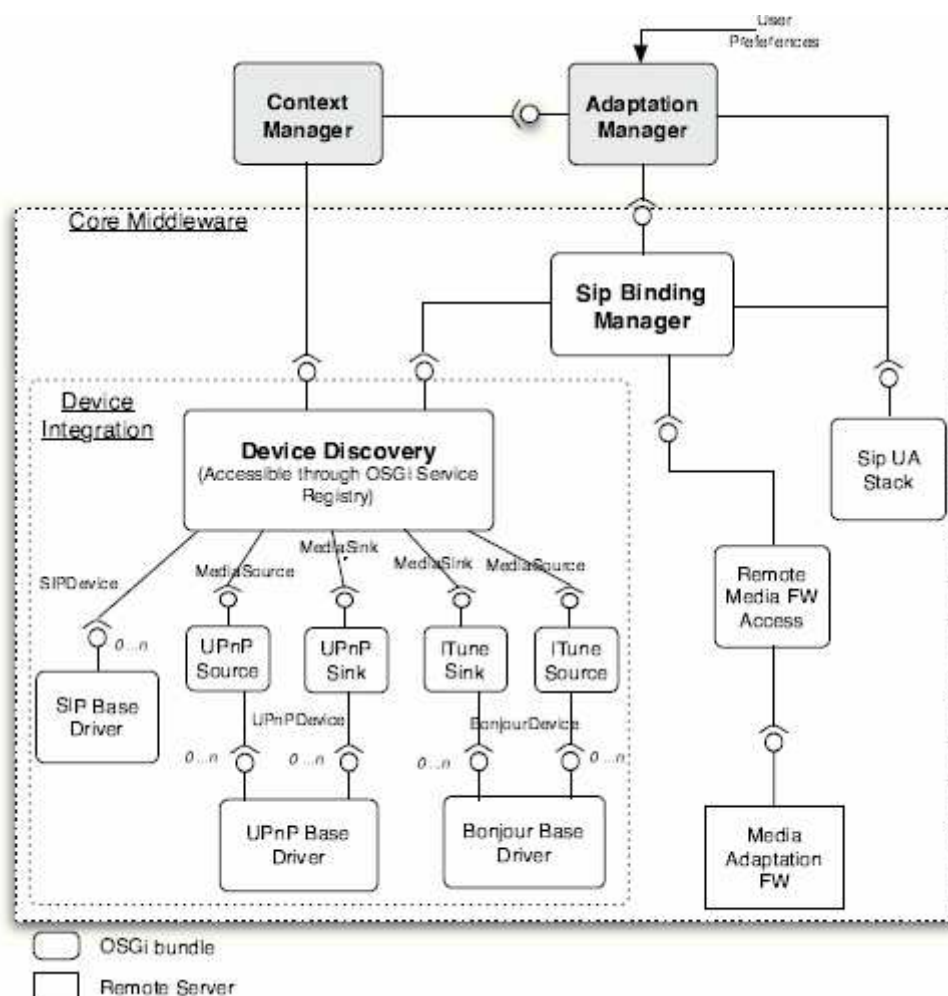 User
Preferences
Context
Manager
Adaptation
Manager
Core Middleware
Sip Binding
Manager
Device
Integration
Device Discovery
(Accessible through OSGi Service
Registry)
Sip UA
Stack
SIPDevice
MediaSource
MediaSink
MediaSink
MediaSource
Remote
Media FW
Access
0...n
UPnP
Source
UPnP
Sink
ITune
Sink
ITune
Source
SIP Base
Driver
UPnPDevice
BonjourDevice
0...n
0...n
0...n
0...n
UPnP Base
Driver
Bonjour Base
Driver
Media
Adaptation
FW
OSGi bundle
Remote Server